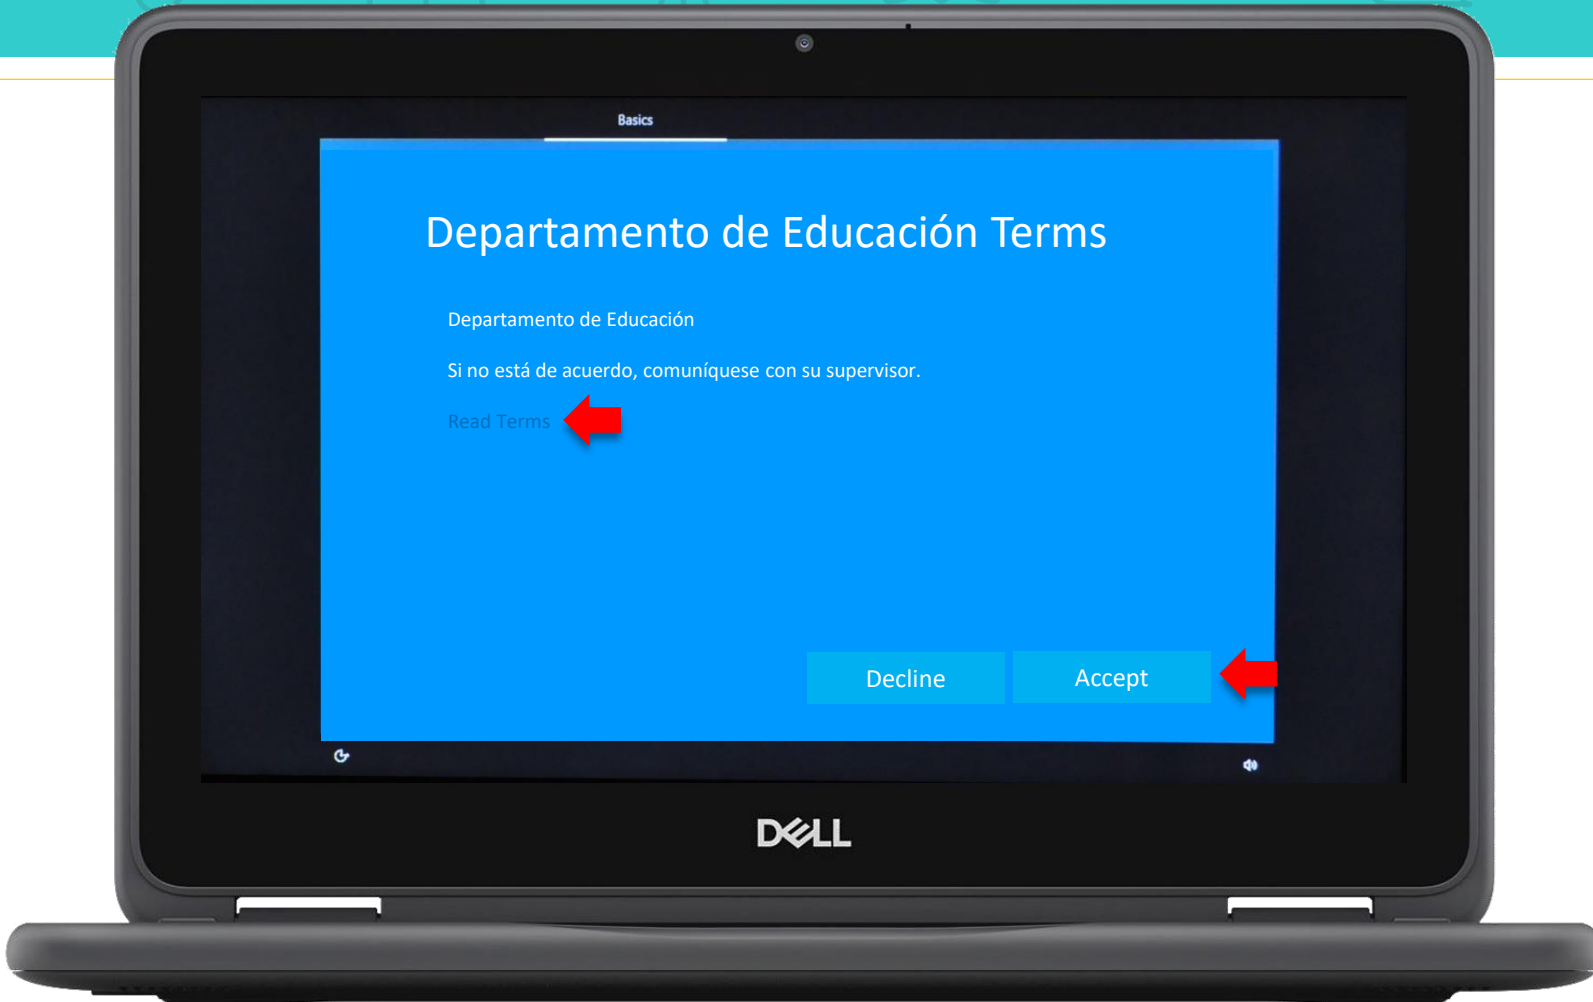 Basics
Departamento de Educación Terms
Departamento de Educación
Si no está de acuerdo, comuníquese con su supervisor.
Read Terms
Decline
Accept
DELL